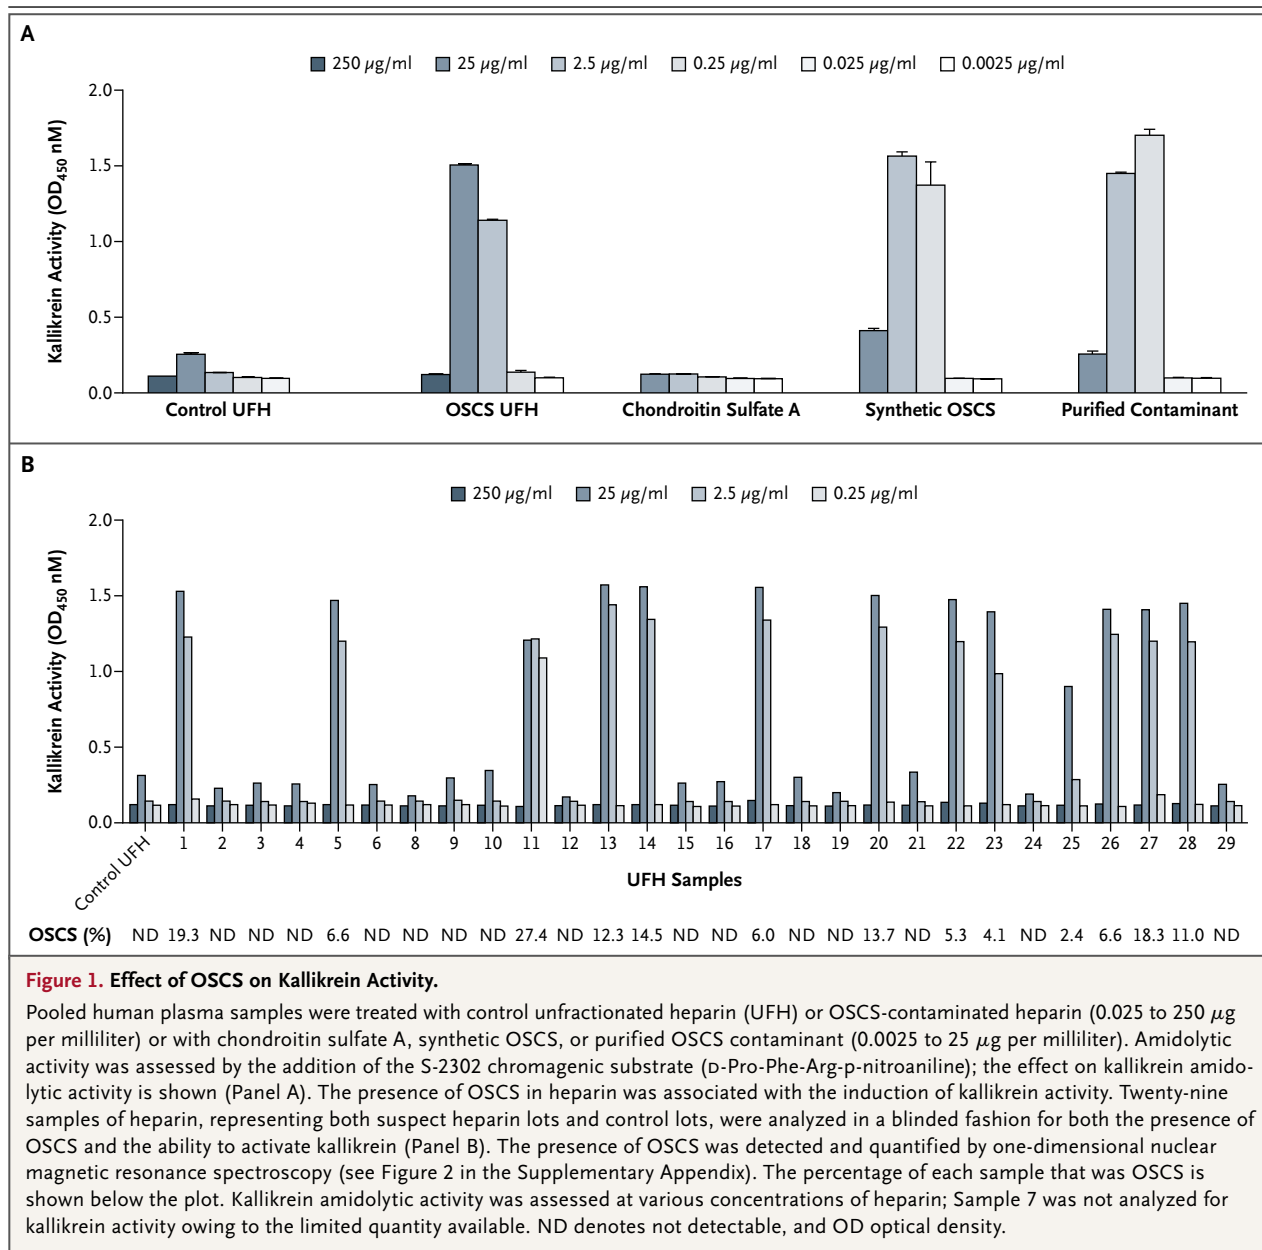 A
250 µg/ml 25 µg/ml 2.5 µg/ml 0.25 µg/ml 0.025 µg/ml 0.0025 µg/ml
Kallikrein Activity (OD450 nM)
2.0
1.5
1.0
0.5
0.0
Control UFH OSCS UFH Chondroitin Sulfate A Synthetic OSCS Purified Contaminant
B
250 µg/ml 25 µg/ml 2.5 µg/ml 0.25 µg/ml
Kallikrein Activity (OD450 nM)
2.0
1.5
1.0
0.5
0.0
Control UFH 1 2 3 4 5 6 8 9 10 11 12 13 14 15 16 17 18 19 20 21 22 23 24 25 26 27 28 29
UFH Samples
OSCS (%) ND 19.3 ND ND ND 6.6 ND ND ND ND 27.4 ND 12.3 14.5 ND ND 6.0 ND ND 13.7 ND 5.3 4.1 ND 2.4 6.6 18.3 11.0 ND
Figure 1. Effect of OSCS on Kallikrein Activity.
Pooled human plasma samples were treated with control unfractionated heparin (UFH) or OSCS-contaminated heparin (0.025 to 250 µg
per milliliter) or with chondroitin sulfate A, synthetic OSCS, or purified OSCS contaminant (0.0025 to 25 µg per milliliter). Amidolytic
activity was assessed by the addition of the S-2302 chromagenic substrate (D-Pro-Phe-Arg-p-nitroaniline); the effect on kallikrein amido-
lytic activity is shown (Panel A). The presence of OSCS in heparin was associated with the induction of kallikrein activity. Twenty-nine
samples of heparin, representing both suspect heparin lots and control lots, were analyzed in a blinded fashion for both the presence of
OSCS and the ability to activate kallikrein (Panel B). The presence of OSCS was detected and quantified by one-dimensional nuclear
magnetic resonance spectroscopy (see Figure 2 in the Supplementary Appendix). The percentage of each sample that was OSCS is
shown below the plot. Kallikrein amidolytic activity was assessed at various concentrations of heparin; Sample 7 was not analyzed for
kallikrein activity owing to the limited quantity available. ND denotes not detectable, and OD optical density.